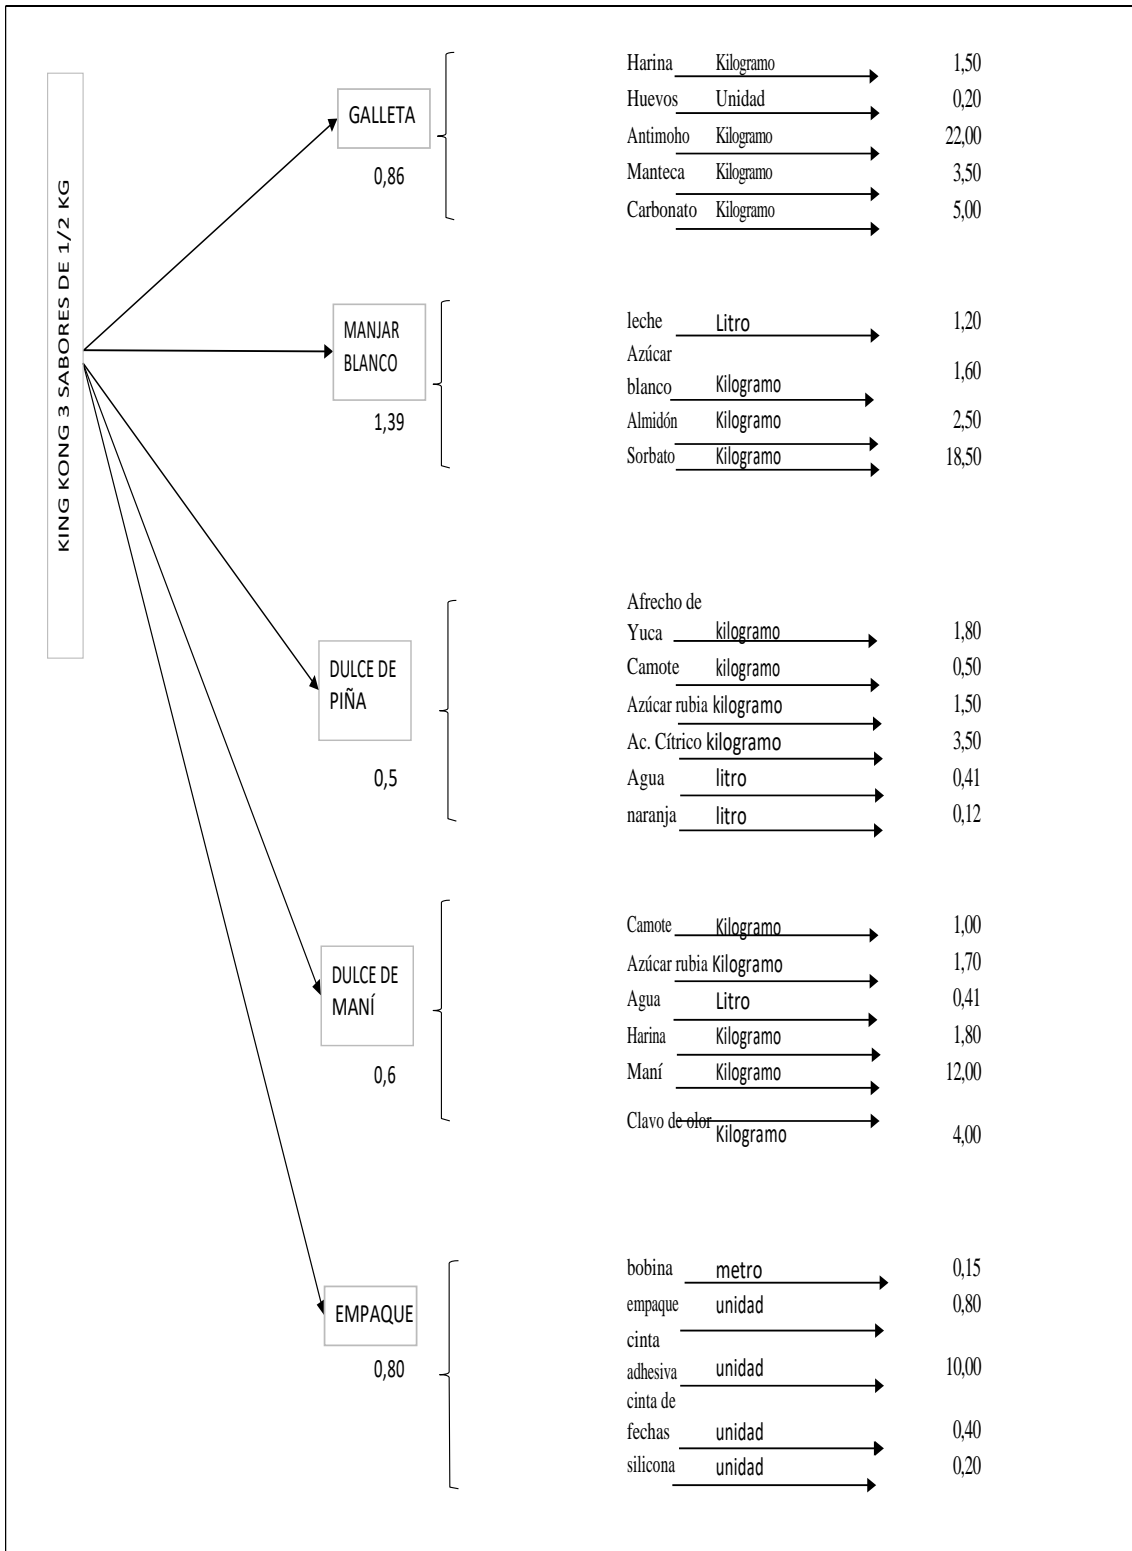 KING KONG 3 SABORES DE 1/2 KG
GALLETA
0,86
Harina Kilogramo 1,50
Huevos Unidad 0,20
Antimoho Kilogramo 22,00
Manteca Kilogramo 3,50
Carbonato Kilogramo 5,00
MANJAR
BLANCO
1,39
leche Litro 1,20
Azúcar
blanco Kilogramo 1,60
Almidón Kilogramo 2,50
Sorbato Kilogramo 18,50
DULCE DE
PIÑA
0,5
Afrecho de
Yuca kilogramo 1,80
Camote kilogramo 0,50
Azúcar rubia kilogramo 1,50
Ac. Cítrico kilogramo 3,50
Agua litro 0,41
naranja litro 0,12
DULCE DE
MANÍ
0,6
Camote Kilogramo 1,00
Azúcar rubia Kilogramo 1,70
Agua Litro 0,41
Harina Kilogramo 1,80
Maní Kilogramo 12,00
Clavo de olor Kilogramo 4,00
EMPAQUE
0,80
bobina metro 0,15
empaque unidad 0,80
cinta
adhesiva unidad 10,00
cinta de
fechas unidad 0,40
silicona unidad 0,20